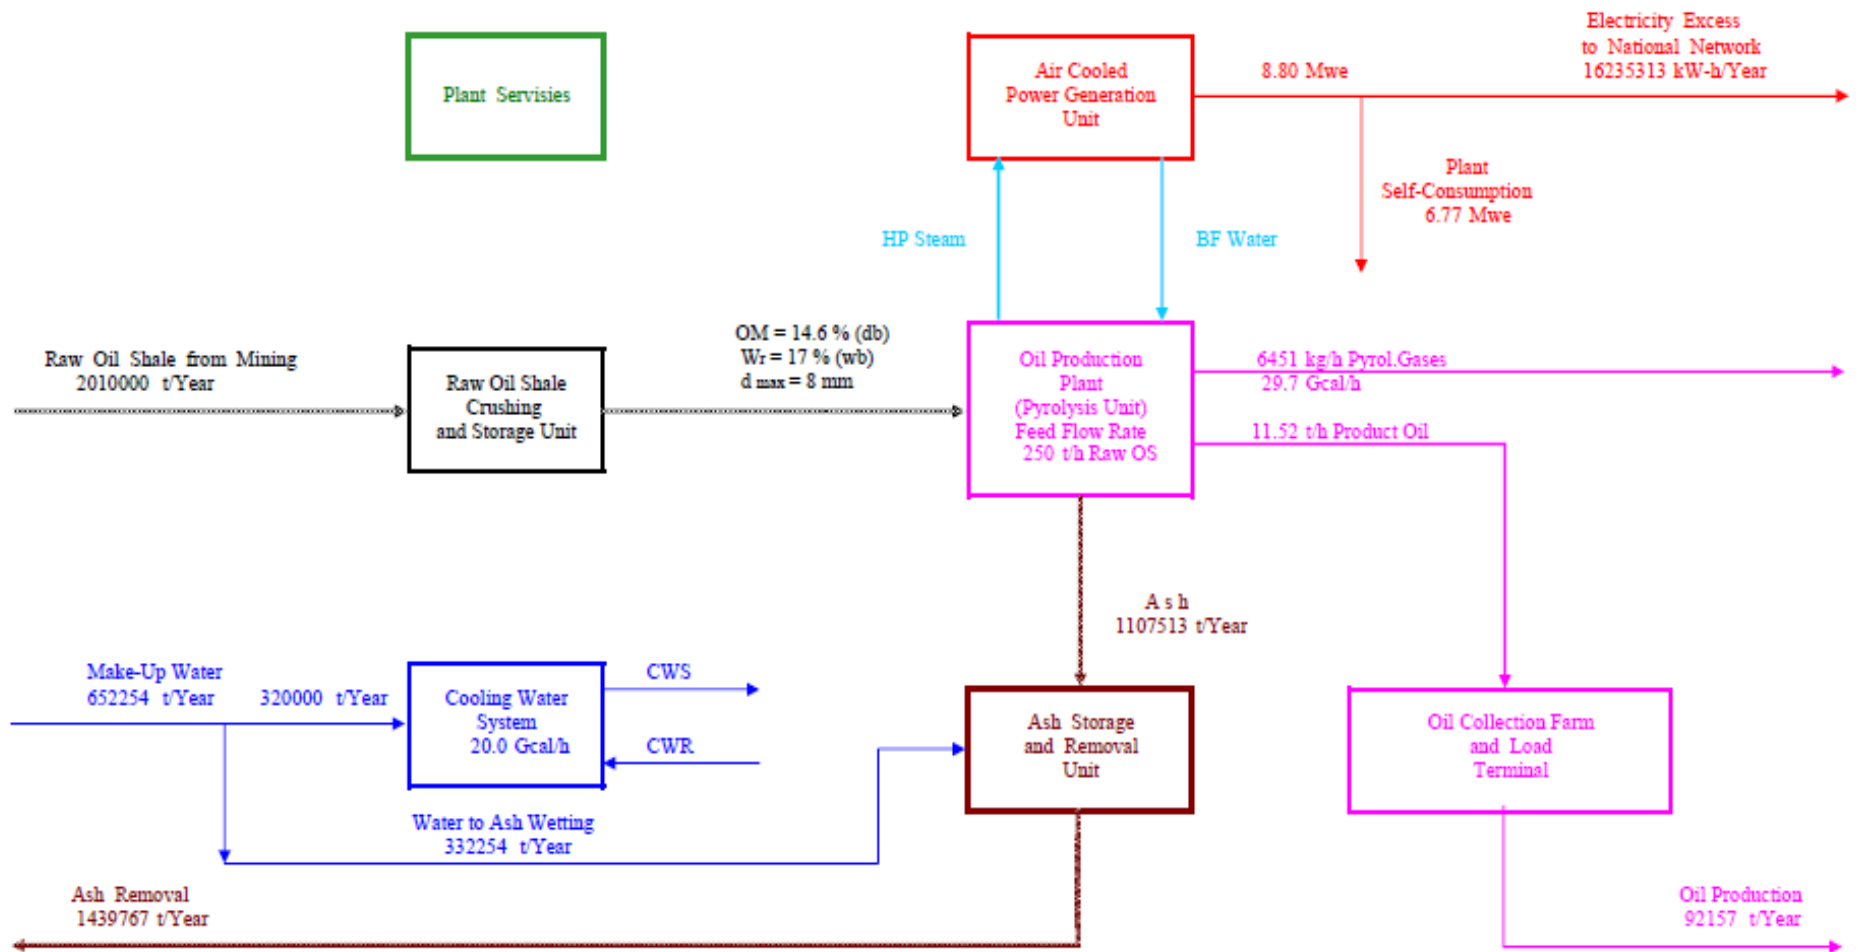 Plant Servisies
Air Cooled
Power Generation
Unit
8.80 Mwe
Electricity Excess
to National Network
16235313 kW-h/Year
Plant
Self-Consumption
6.77 Mwe
HP Steam
BF Water
Raw Oil Shale from Mining
2010000 t/Year
Raw Oil Shale
Crushing
and Storage Unit
OM = 14.6 % (db)
Wr = 17 % (wb)
d max = 8 mm
Oil Production
Plant
(Pyrolysis Unit)
Feed Flow Rate
250 t/h Raw OS
6451 kg/h Pyrol.Gases
29.7 Gcal/h
11.52 t/h Product Oil
A s h
1107513 t/Year
Make-Up Water
652254 t/Year
320000 t/Year
Cooling Water
System
20.0 Gcal/h
CWS
CWR
Ash Storage
and Removal
Unit
Oil Collection Farm
and Load
Terminal
Water to Ash Wetting
332254 t/Year
Ash Removal
1439767 t/Year
Oil Production
92157 t/Year